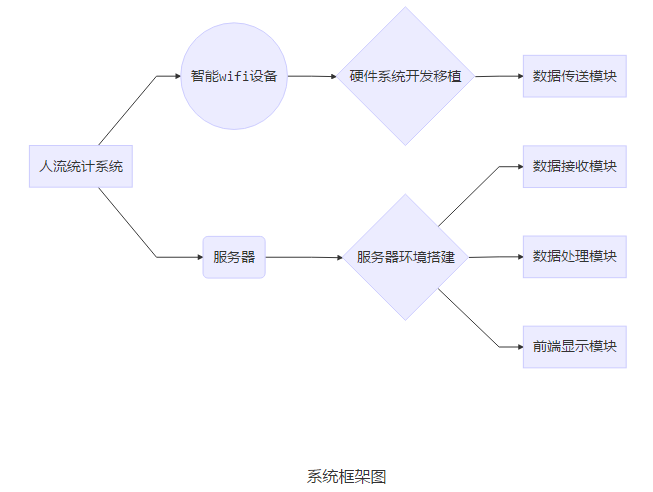 智能wifi设备
硬件系统开发移植
数据传送模块
人流统计系统
数据接收模块
服务器
服务器环境搭建
数据处理模块
前端显示模块
系统框架图